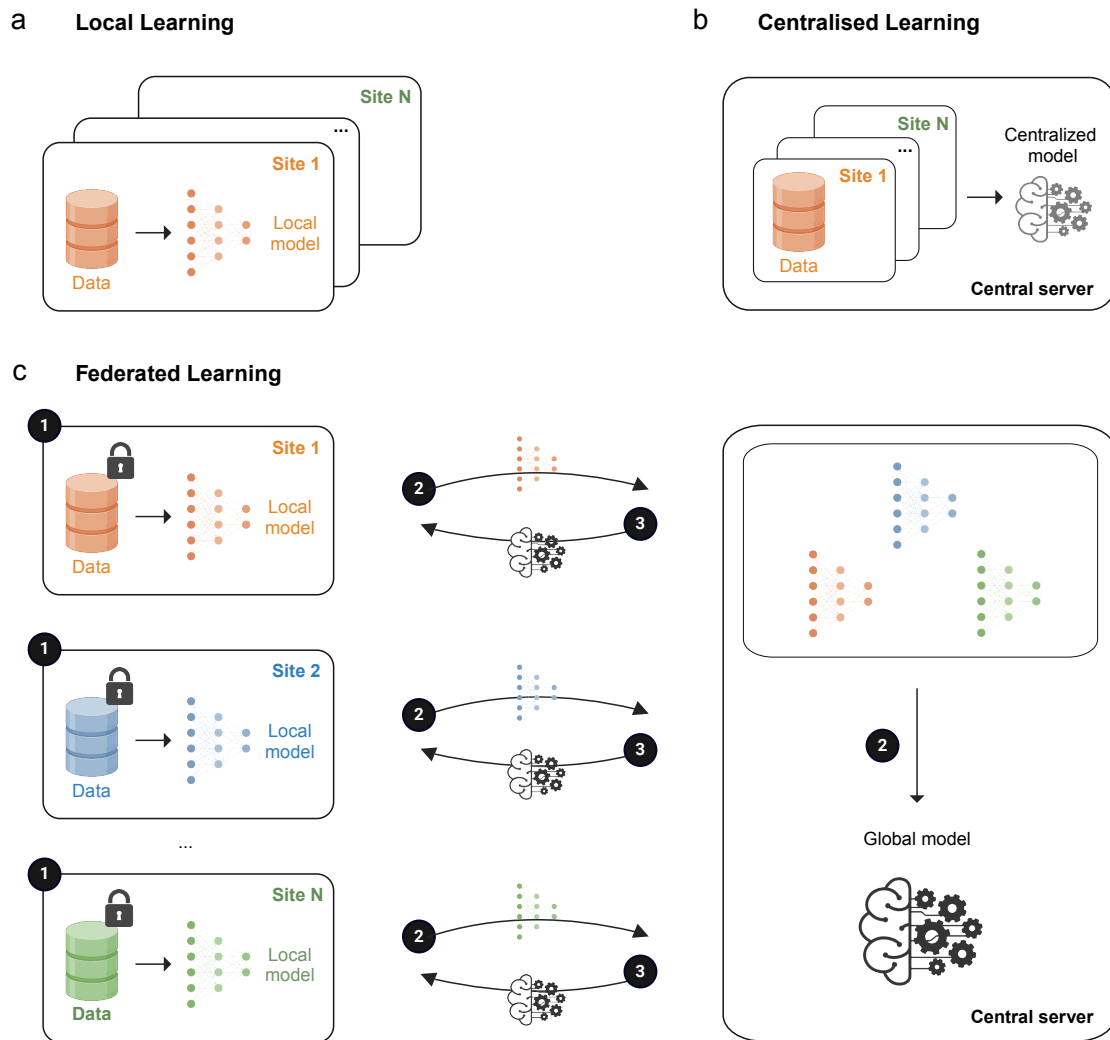 a Local Learning
Site N
...
Site 1
Local
model
Data
b Centralised Learning
Site N
...
Site 1
Data
Centralized
model
Central server
c Federated Learning
1
Site 1
Local
model
Data
2
3
1
Site 2
Local
model
Data
2
3
...
1
Site N
Local
model
Data
2
3
2
Global model
Central server